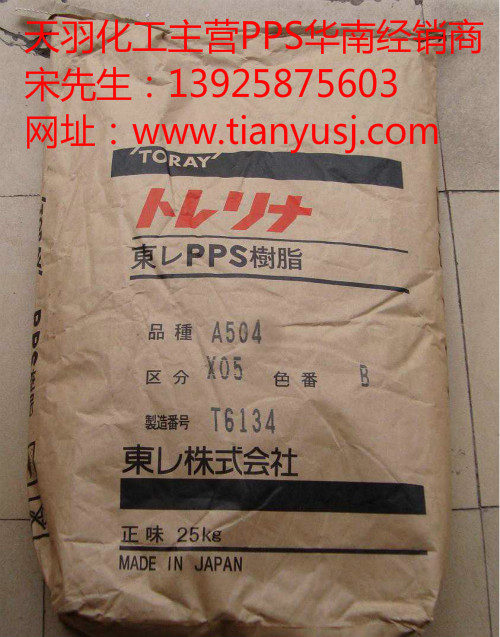 天羽化工主营PPS华南经销商
宋先生：13925875603
网址：www.tianyusj.com
TORAY
トレリナ
東レPPS樹脂
品種 A504
区分 X05 色番 B
製造番号 T6134
東レ株式会社
正味 25kg
MADE IN JAPAN
TORAY